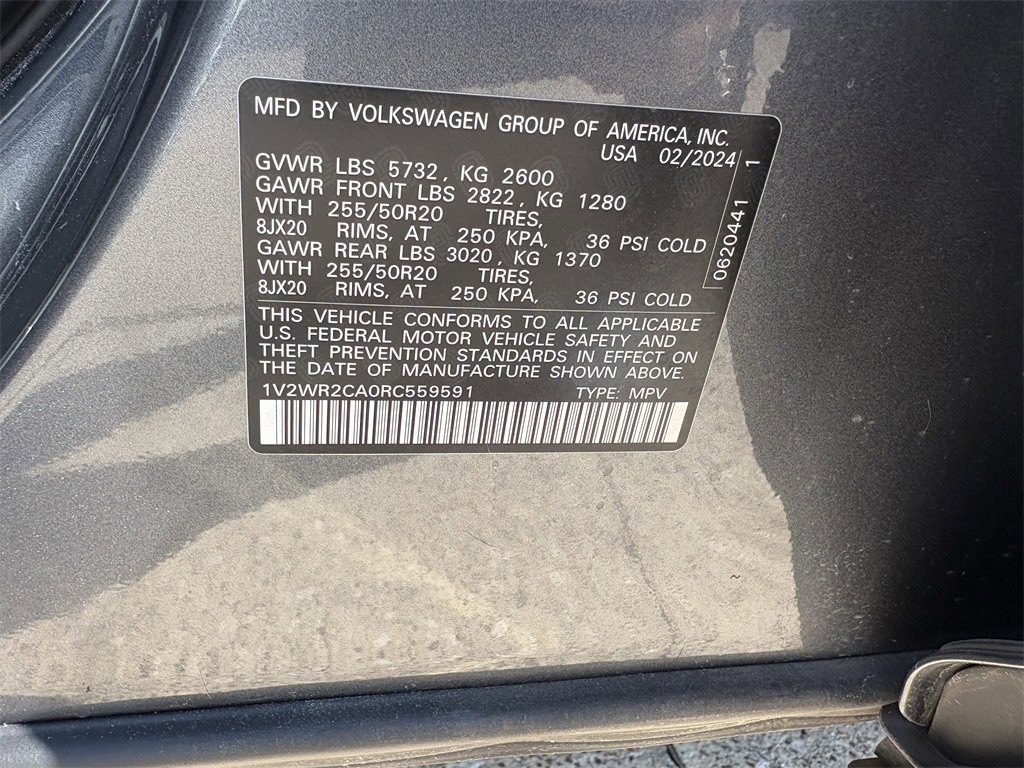 MFD BY VOLKSWAGEN GROUP OF AMERICA, INC.
USA 02/2024
GVWR LBS 5732, KG 2600
GAWR FRONT LBS 2822, KG 1280
WITH 255/50R20 TIRES,
8JX20 RIMS, AT 250 KPA, 36 PSI COLD
GAWR REAR LBS 3020, KG 1370
WITH 255/50R20 TIRES,
8JX20 RIMS, AT 250 KPA, 36 PSI COLD
0620441 1
THIS VEHICLE CONFORMS TO ALL APPLICABLE
U.S. FEDERAL MOTOR VEHICLE SAFETY AND
THEFT PREVENTION STANDARDS IN EFFECT ON
THE DATE OF MANUFACTURE SHOWN ABOVE.
1V2WR2CA0RC559591 TYPE: MPV